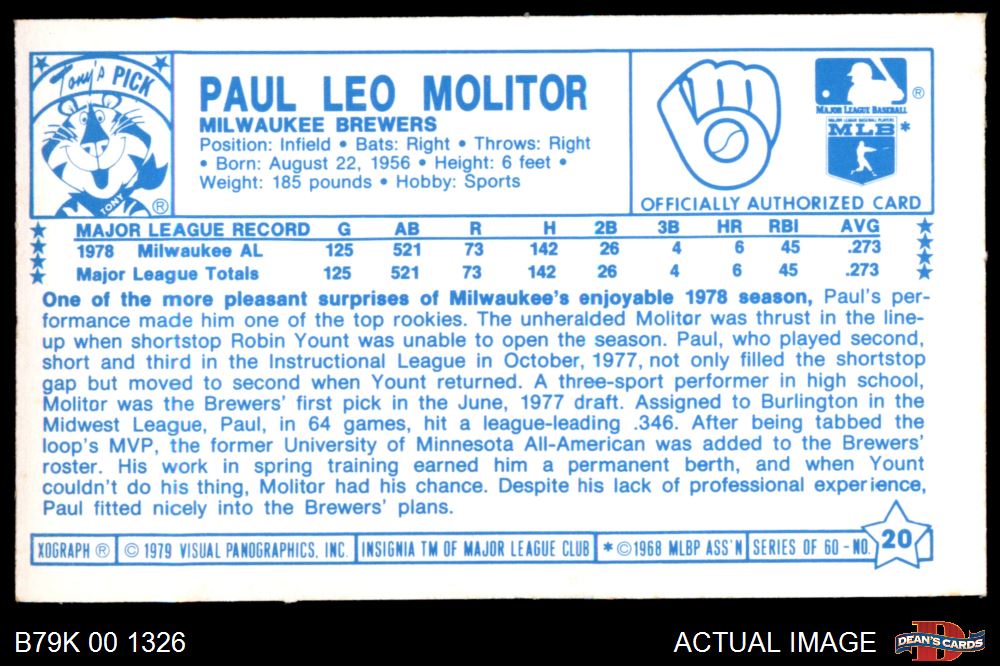 Tony's PICK
TONY ®
PAUL LEO MOLITOR
MILWAUKEE BREWERS
Position: Infield • Bats: Right • Throws: Right
• Born: August 22, 1956 • Height: 6 feet •
Weight: 185 pounds • Hobby: Sports
MAJOR LEAGUE BASEBALL ®
MAJOR LEAGUE BASEBALL PLAYERS
MLB *
OFFICIALLY AUTHORIZED CARD
MAJOR LEAGUE RECORD G AB R H 2B 3B HR RBI AVG
1978 Milwaukee AL 125 521 73 142 26 4 6 45 .273
Major League Totals 125 521 73 142 26 4 6 45 .273
One of the more pleasant surprises of Milwaukee's enjoyable 1978 season, Paul's per-
formance made him one of the top rookies. The unheralded Molitor was thrust in the line-
up when shortstop Robin Yount was unable to open the season. Paul, who played second,
short and third in the Instructional League in October, 1977, not only filled the shortstop
gap but moved to second when Yount returned. A three-sport performer in high school,
Molitor was the Brewers' first pick in the June, 1977 draft. Assigned to Burlington in the
Midwest League, Paul, in 64 games, hit a league-leading .346. After being tabbed the
loop's MVP, the former University of Minnesota All-American was added to the Brewers'
roster. His work in spring training earned him a permanent berth, and when Yount
couldn't do his thing, Molitor had his chance. Despite his lack of professional experience,
Paul fitted nicely into the Brewers' plans.
XOGRAPH ® © 1979 VISUAL PANOGRAPHICS, INC. INSIGNIA TM OF MAJOR LEAGUE CLUB * ©1968 MLBP ASS'N SERIES OF 60 - NO. 20
B79K 00 1326
ACTUAL IMAGE
DEAN'S CARDS